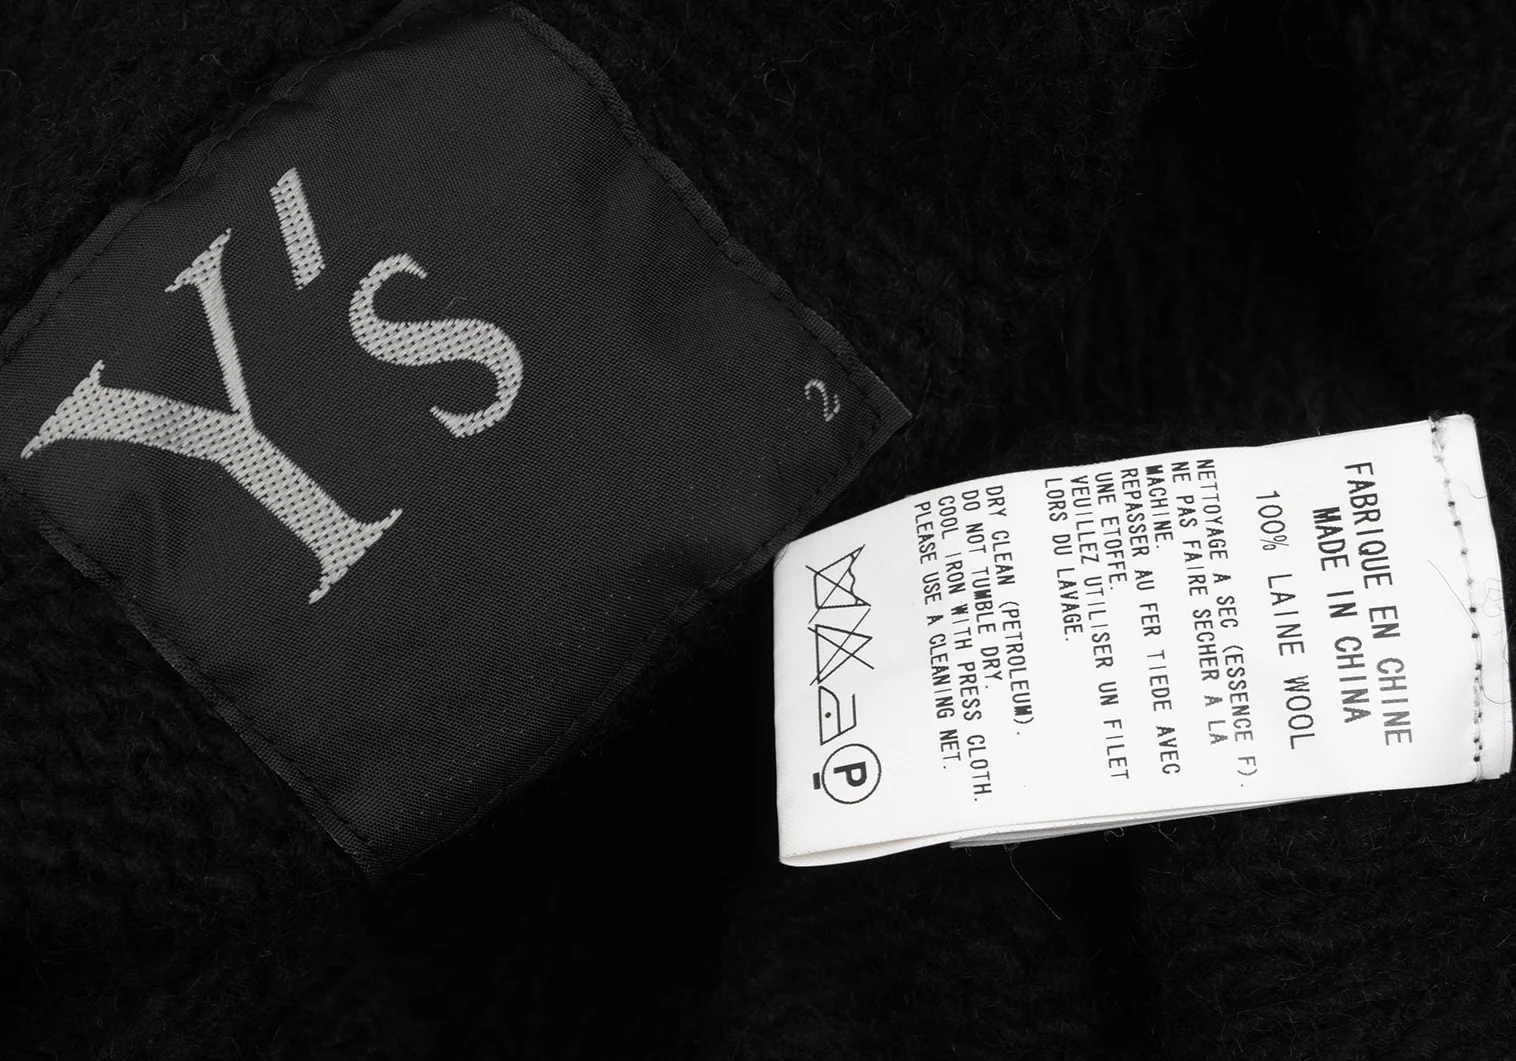 Y's
2
FABRIQUE EN CHINE
MADE IN CHINA
100% LAINE WOOL
NETTOYAGE A SEC (ESSENCE F).
NE PAS FAIRE SECHER A LA
MACHINE.
REPASSER AU FER TIEDE AVEC
UNE ETOFFE.
VEUILLEZ UTILISER UN FILET
LORS DU LAVAGE.
DRY CLEAN (PETROLEUM).
DO NOT TUMBLE DRY.
COOL IRON WITH PRESS CLOTH.
PLEASE USE A CLEANING NET.
P